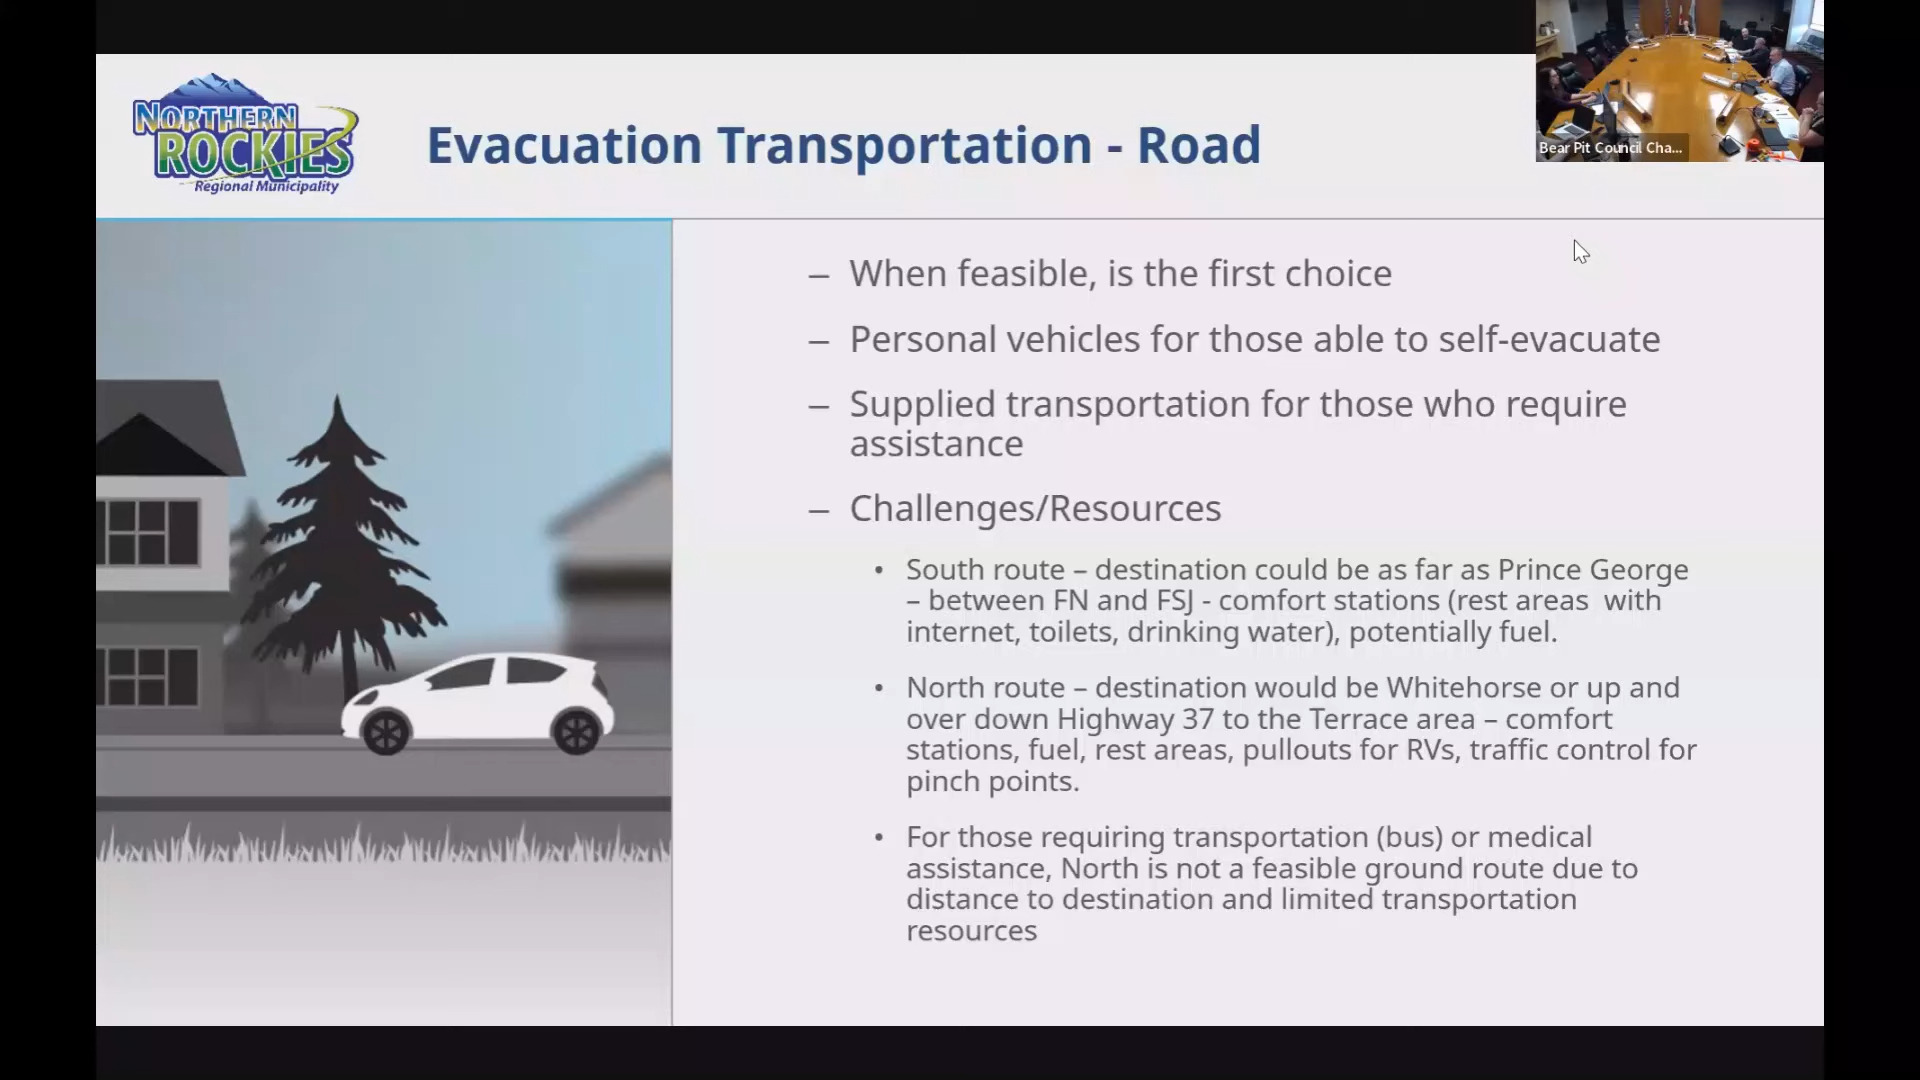 NORTHERN
ROCKIES
Regional Municipality
Evacuation Transportation - Road
Bear Pit Council Cha...
– When feasible, is the first choice
– Personal vehicles for those able to self-evacuate
– Supplied transportation for those who require
assistance
– Challenges/Resources
• South route – destination could be as far as Prince George
– between FN and FSJ - comfort stations (rest areas with
internet, toilets, drinking water), potentially fuel.
• North route – destination would be Whitehorse or up and
over down Highway 37 to the Terrace area – comfort
stations, fuel, rest areas, pullouts for RVs, traffic control for
pinch points.
• For those requiring transportation (bus) or medical
assistance, North is not a feasible ground route due to
distance to destination and limited transportation
resources